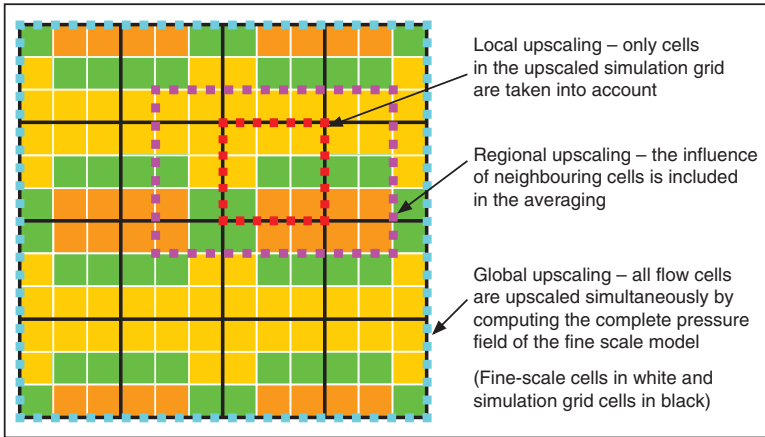 Local upscaling – only cells
in the upscaled simulation grid
are taken into account
Regional upscaling – the influence
of neighbouring cells is included
in the averaging
Global upscaling – all flow cells
are upscaled simultaneously by
computing the complete pressure
field of the fine scale model
(Fine-scale cells in white and
simulation grid cells in black)